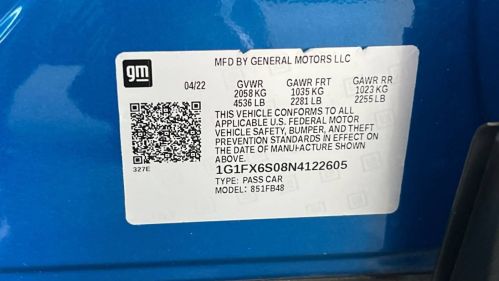 gm
MFD BY GENERAL MOTORS LLC
04/22 GVWR GAWR FRT GAWR RR
2058 KG 1035 KG 1023 KG
4536 LB 2281 LB 2255 LB
THIS VEHICLE CONFORMS TO ALL
APPLICABLE U.S. FEDERAL MOTOR
VEHICLE SAFETY, BUMPER, AND THEFT
PREVENTION STANDARDS IN EFFECT ON
THE DATE OF MANUFACTURE SHOWN
ABOVE.
327E
1G1FX6S08N4122605
TYPE: PASS CAR
MODEL: 851FB48